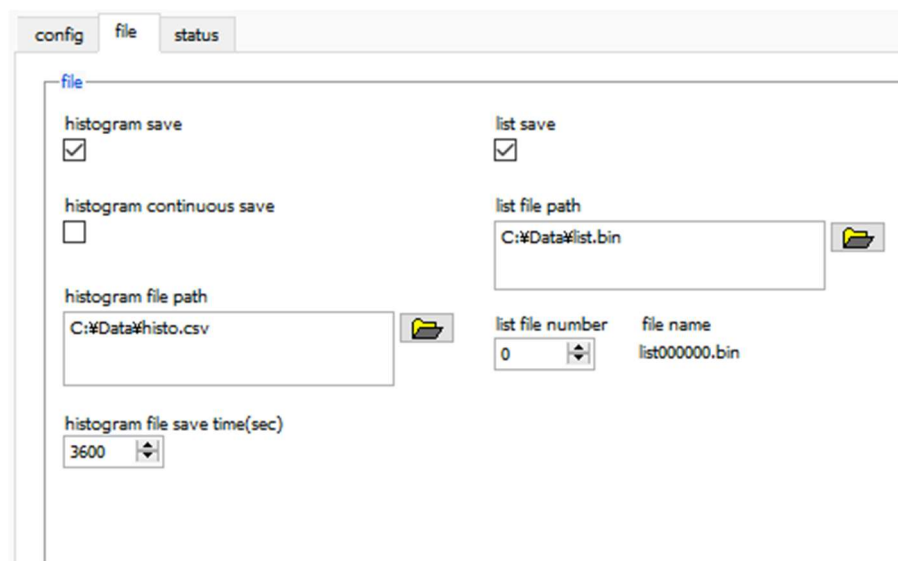 config
file
status
file
histogram save
list save
histogram continuous save
list file path
C:¥Data¥list.bin
histogram file path
C:¥Data¥histo.csv
list file number
file name
0
list000000.bin
histogram file save time(sec)
3600